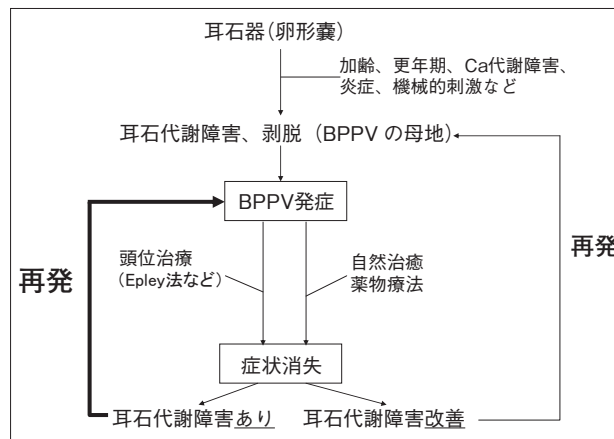 耳石器（卵形嚢）
加齢、更年期、Ca代謝障害、
炎症、機械的刺激など
耳石代謝障害、剥脱（BPPV の母地）
BPPV発症
再発
頭位治療
（Epley法など）
自然治癒
薬物療法
再発
症状消失
耳石代謝障害あり
耳石代謝障害改善